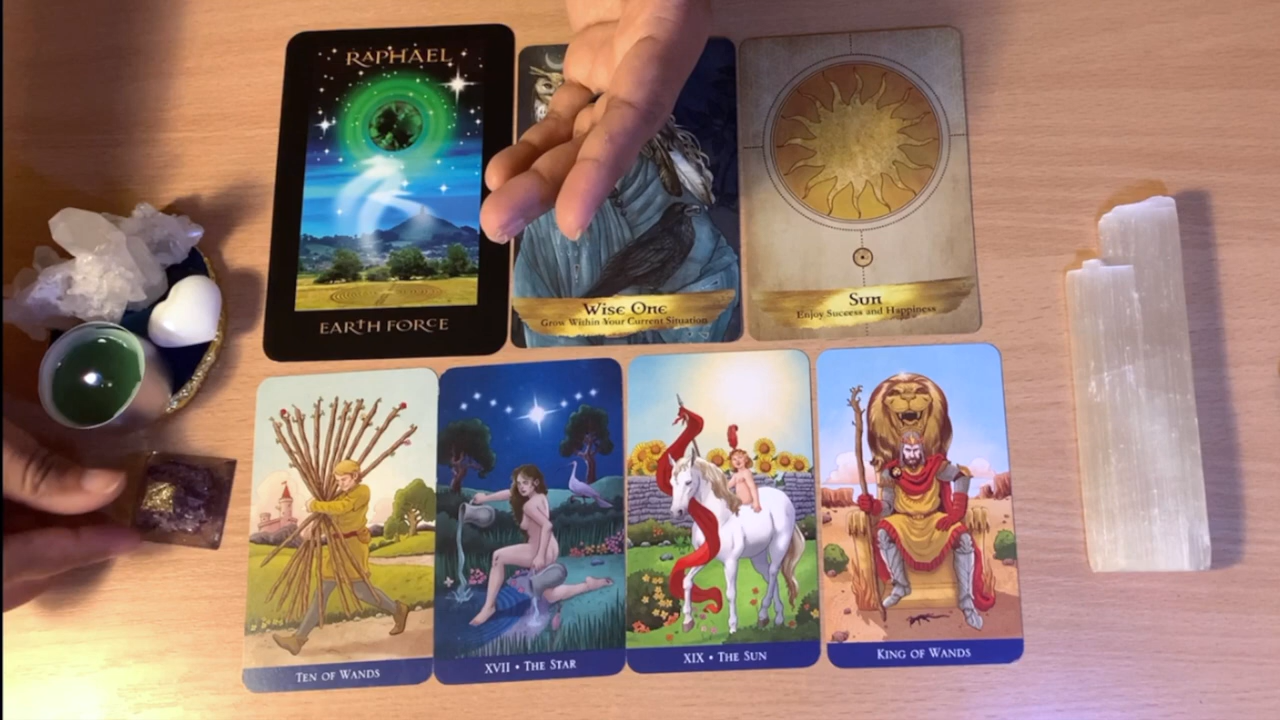 RAPHAEL
EARTH FORCE
Wise One
Grow Within Your Current Situation
Sun
Enjoy Success and Happiness
TEN OF WANDS
XVII • THE STAR
XIX • THE SUN
KING OF WANDS